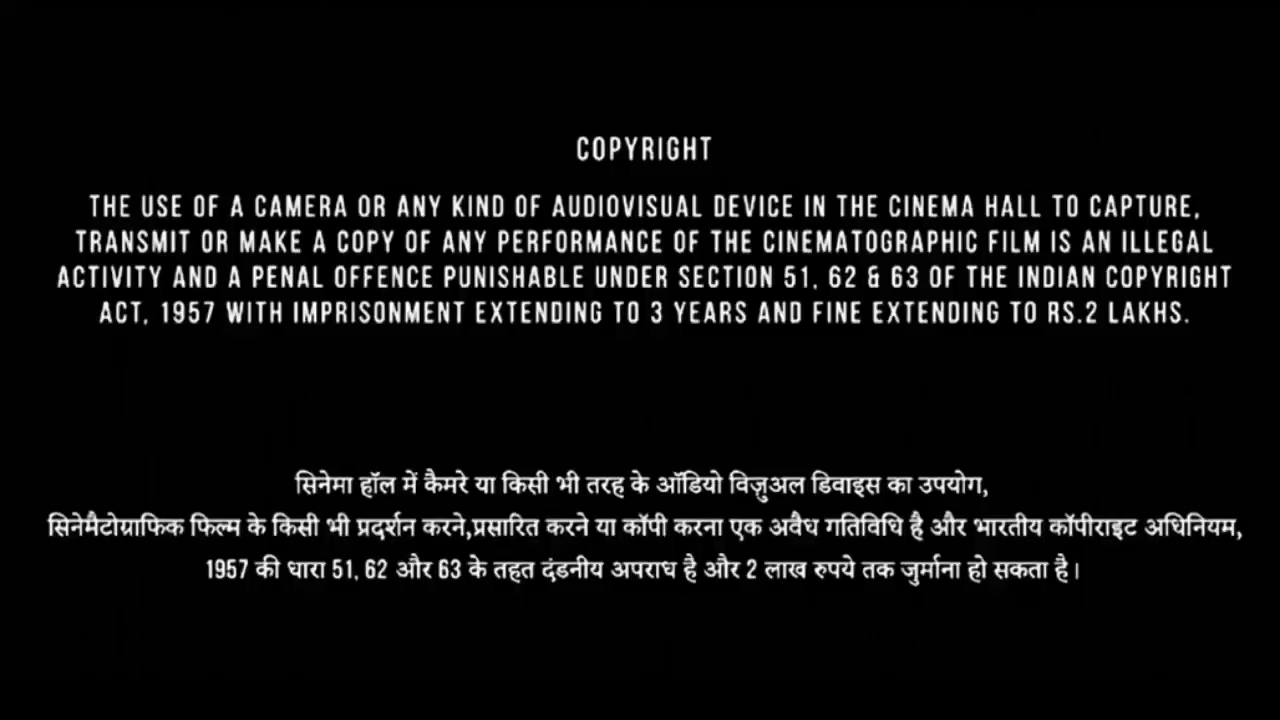 COPYRIGHT
THE USE OF A CAMERA OR ANY KIND OF AUDIOVISUAL DEVICE IN THE CINEMA HALL TO CAPTURE,
TRANSMIT OR MAKE A COPY OF ANY PERFORMANCE OF THE CINEMATOGRAPHIC FILM IS AN ILLEGAL
ACTIVITY AND A PENAL OFFENCE PUNISHABLE UNDER SECTION 51, 62 & 63 OF THE INDIAN COPYRIGHT
ACT, 1957 WITH IMPRISONMENT EXTENDING TO 3 YEARS AND FINE EXTENDING TO RS.2 LAKHS.
सिनेमा हॉल में कैमरे या किसी भी तरह के ऑडियो विज़ुअल डिवाइस का उपयोग,
सिनेमैटोग्राफिक फिल्म के किसी भी प्रदर्शन करने,प्रसारित करने या कॉपी करना एक अवैध गतिविधि है और भारतीय कॉपीराइट अधिनियम,
1957 की धारा 51, 62 और 63 के तहत दंडनीय अपराध है और 2 लाख रुपये तक जुर्माना हो सकता है।